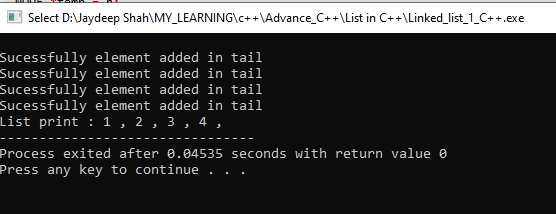 Select D:\Jaydeep Shah\MY_LEARNING\c++\Advance_C++\List in C++\Linked_list_1_C++.exe
Sucessfully element added in tail
Sucessfully element added in tail
Sucessfully element added in tail
Sucessfully element added in tail
List print : 1 , 2 , 3 , 4 ,
--------------------------------
Process exited after 0.04535 seconds with return value 0
Press any key to continue . . .